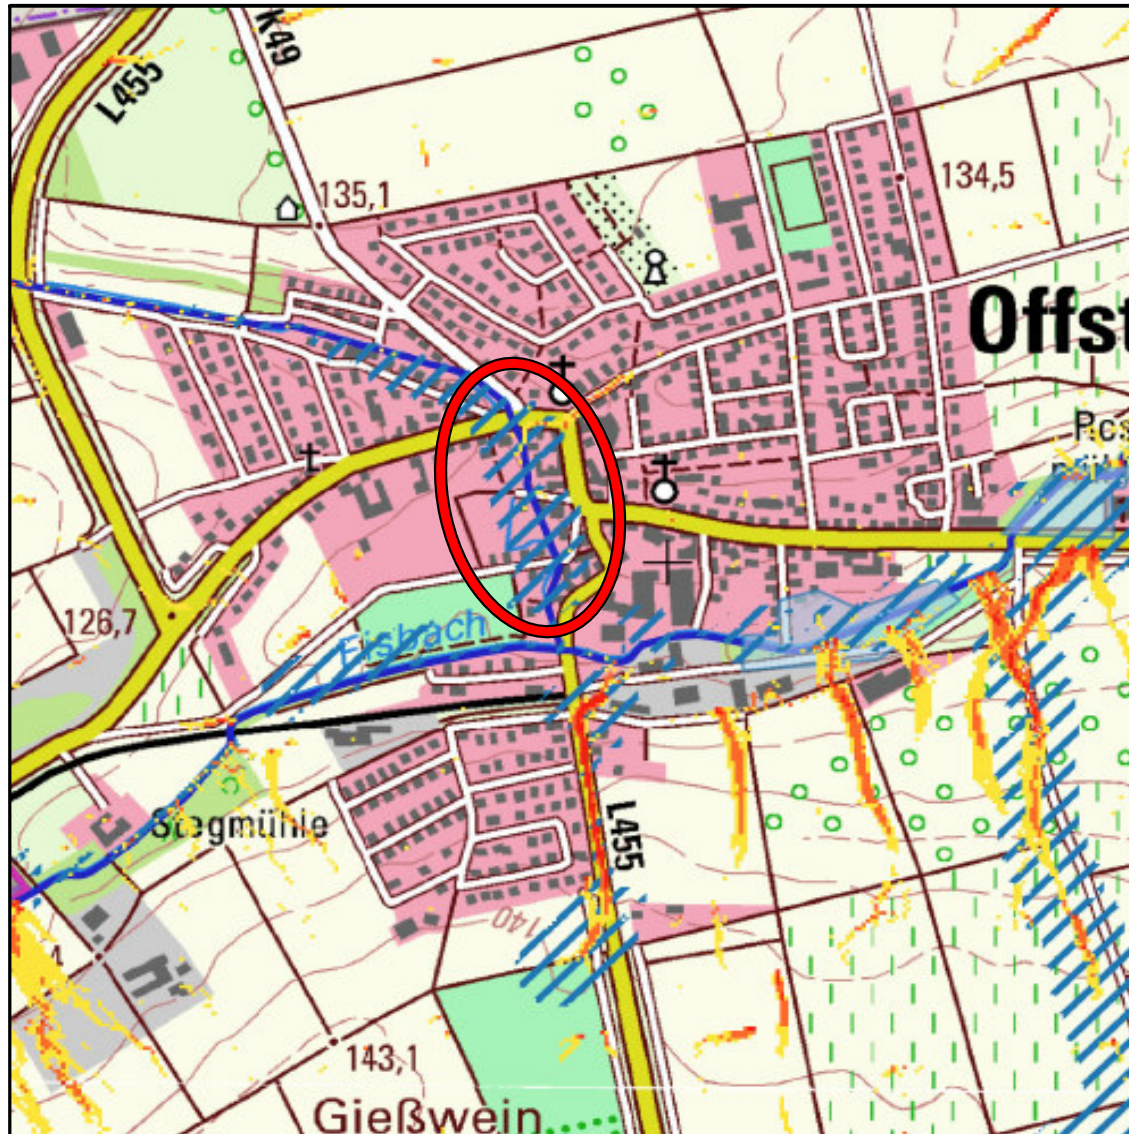 K49
L455
135,1
134,5
Offst
126,7
Eisbach
Stegmühle
L455
140
143,1
Gießwein